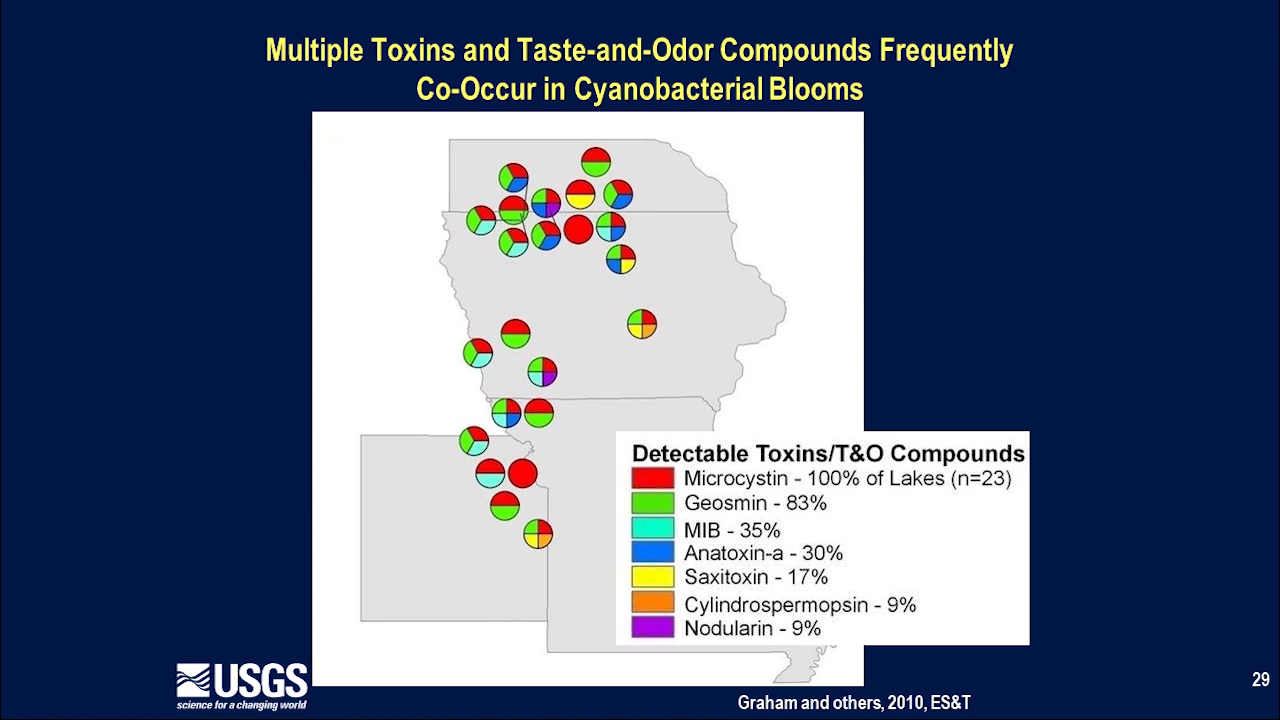 Multiple Toxins and Taste-and-Odor Compounds Frequently
Co-Occur in Cyanobacterial Blooms
Detectable Toxins/T&O Compounds
Microcystin - 100% of Lakes (n=23)
Geosmin - 83%
MIB - 35%
Anatoxin-a - 30%
Saxitoxin - 17%
Cylindrospermopsin - 9%
Nodularin - 9%
USGS
science for a changing world
29
Graham and others, 2010, ES&T